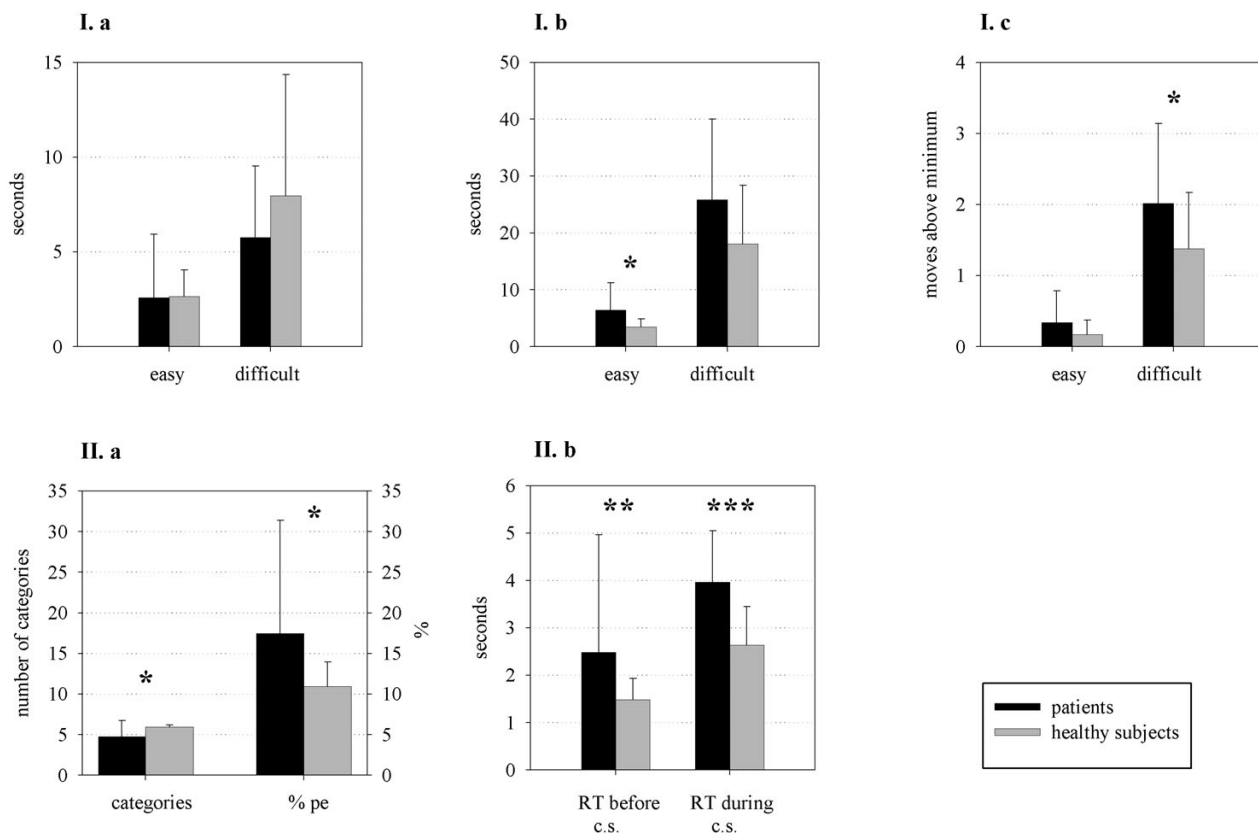 I. a
seconds
15
10
5
0
easy
difficult
I. b
seconds
50
40
30
20
10
0
*
easy
difficult
I. c
moves above minimum
4
3
2
1
0
*
easy
difficult
II. a
number of categories
35
30
25
20
15
10
5
0
*
*
35
30
25
20
15
10
5
0
%
categories
% pe
II. b
seconds
6
5
4
3
2
1
0
**
***
RT before
c.s.
RT during
c.s.
patients
healthy subjects